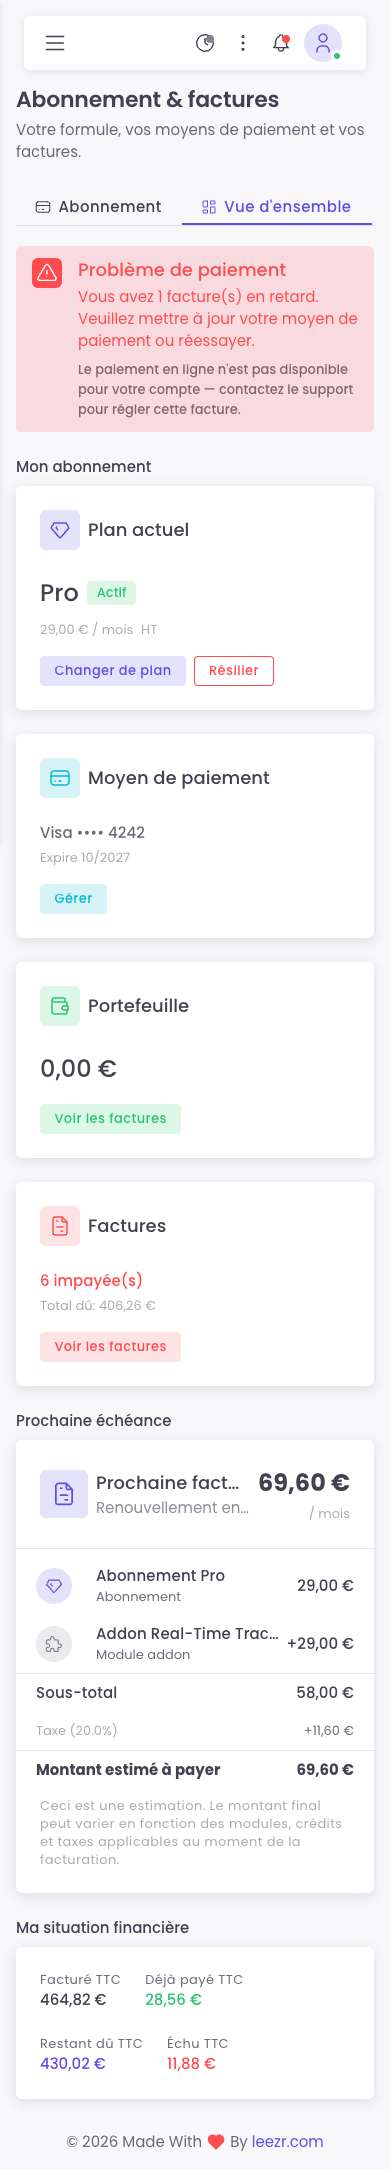 Abonnement & factures
Votre formule, vos moyens de paiement et vos
factures.
Abonnement
Vue d'ensemble
Problème de paiement
Vous avez 1 facture(s) en retard.
Veuillez mettre à jour votre moyen de
paiement ou réessayer.
Le paiement en ligne n'est pas disponible
pour votre compte — contactez le support
pour régler cette facture.
Mon abonnement
Plan actuel
Pro Actif
29,00 € / mois HT
Changer de plan Résilier
Moyen de paiement
Visa •••• 4242
Expire 10/2027
Gérer
Portefeuille
0,00 €
Voir les factures
Factures
6 impayée(s)
Total dû: 406,26 €
Voir les factures
Prochaine échéance
Prochaine fact... 69,60 €
Renouvellement en... / mois
Abonnement Pro 29,00 €
Abonnement
Addon Real-Time Trac... +29,00 €
Module addon
Sous-total 58,00 €
Taxe (20.0%) +11,60 €
Montant estimé à payer 69,60 €
Ceci est une estimation. Le montant final
peut varier en fonction des modules, crédits
et taxes applicables au moment de la
facturation.
Ma situation financière
Facturé TTC Déjà payé TTC
464,82 € 28,56 €
Restant dû TTC Échu TTC
430,02 € 11,88 €
© 2026 Made With By leezr.com